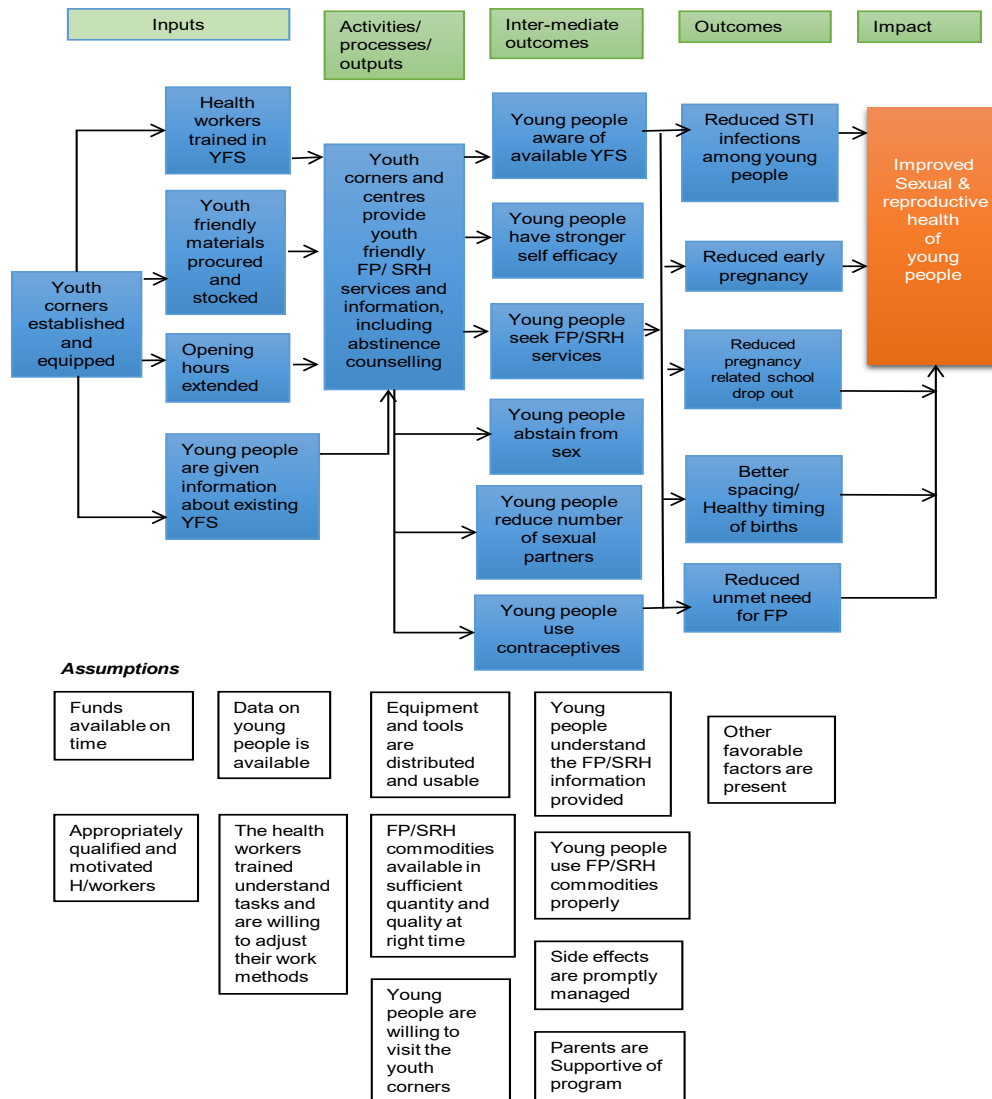 Inputs
Activities/
processes/
outputs
Inter-mediate
outcomes
Outcomes
Impact
Youth
corners
established
and
equipped
Health
workers
trained in
YFS
Youth
friendly
materials
procured
and
stocked
Opening
hours
extended
Young people
are given
information
about existing
YFS
Youth
corners and
centres
provide
youth
friendly
FP/ SRH
services and
information,
including
abstinence
counselling
Young people
aware of
available YFS
Young people
have stronger
self efficacy
Young people
seek FP/SRH
services
Young people
abstain from
sex
Young people
reduce number
of sexual
partners
Young people
use
contraceptives
Reduced STI
infections
among young
people
Reduced early
pregnancy
Reduced
pregnancy
related school
drop out
Better
spacing/
Healthy timing
of births
Reduced
unmet need
for FP
Improved
Sexual &
reproductive
health
of
young
people
Assumptions
Funds
available on
time
Data on
young
people is
available
Equipment
and tools
are
distributed
and usable
Young
people
understand
the FP/SRH
information
provided
Other
favorable
factors are
present
Appropriately
qualified and
motivated
H/workers
The health
workers
trained
understand
tasks and
are willing
to adjust
their work
methods
FP/SRH
commodities
available in
sufficient
quantity and
quality at
right time
Young people
use FP/SRH
commodities
properly
Side effects
are promptly
managed
Young
people are
willing to
visit the
youth
corners
Parents are
Supportive of
program